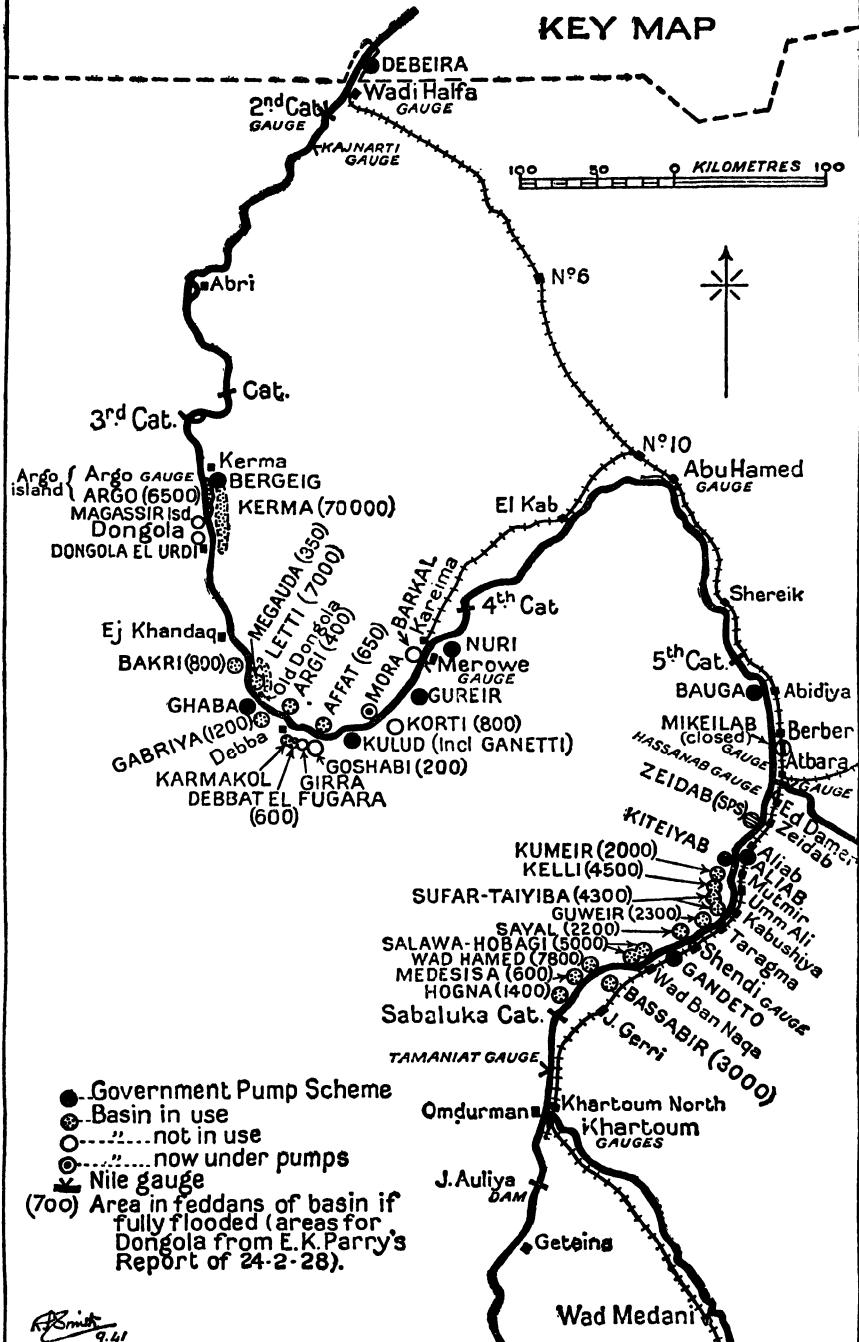 KEY MAP
DEBEIRA
Wadi Halfa
GAUGE
2nd Cat.
GAUGE
KAJNARTI
GAUGE
100 50 0 KILOMETRES 100
Abri
Nº6
Cat.
3rd Cat.
Nº10
Kerma
BERGEIG
Argo island { Argo GAUGE
ARGO (6500)
KERMA (70000)
MAGASSIR Isd
Dongola
DONGOLA EL URDI
Abu Hamed
GAUGE
El Kab
Shereik
4th Cat
5th Cat.
Ej Khandaq
MEGAUDA (350)
LETTI (7000)
Old Dongola
ARGI (400)
AFFAT (650)
MORA
BARKAL
Kareima
NURI
Merowe
GAUGE
BAKRI (800)
GHABA
GUREIR
GABRIYA (1200)
Debba
KORTI (800)
KULUD (Incl GANETTI)
GOSHABI (200)
KARMAKOL
GIRRA
DEBBAT EL FUGARA
(600)
BAUGA
Abidiya
MIKEILAB
(closed)
Berber
GAUGE
HASSANAB GAUGE
Atbara
GAUGE
ZEIDAB (SPS)
Ed Damer
Zeidab
KITEIYAB
Aliab
ALIAB
Mutmir
Umm Ali
Kabushiya
Taragma
KUMEIR (2000)
KELLI (4500)
SUFAR-TAIYIBA (4300)
GUWEIR (2300)
SAYAL (2200)
SALAWA-HOBAGI (5000)
WAD HAMED (7800)
MEDESISA (600)
HOGNA (1400)
Shendi GAUGE
GANDETO
Wad Ban Naqa
BASSABIR (3000)
Sabaluka Cat.
J. Gerri
TAMANIAT GAUGE
Omdurman
Khartoum North
Khartoum
GAUGES
J. Auliya
DAM
Geteina
Wad Medani
Government Pump Scheme
Basin in use
" not in use
" now under pumps
Nile gauge
(700) Area in feddans of basin if
fully flooded (areas for
Dongola from E.K. Parry's
Report of 24-2-28).
9.41